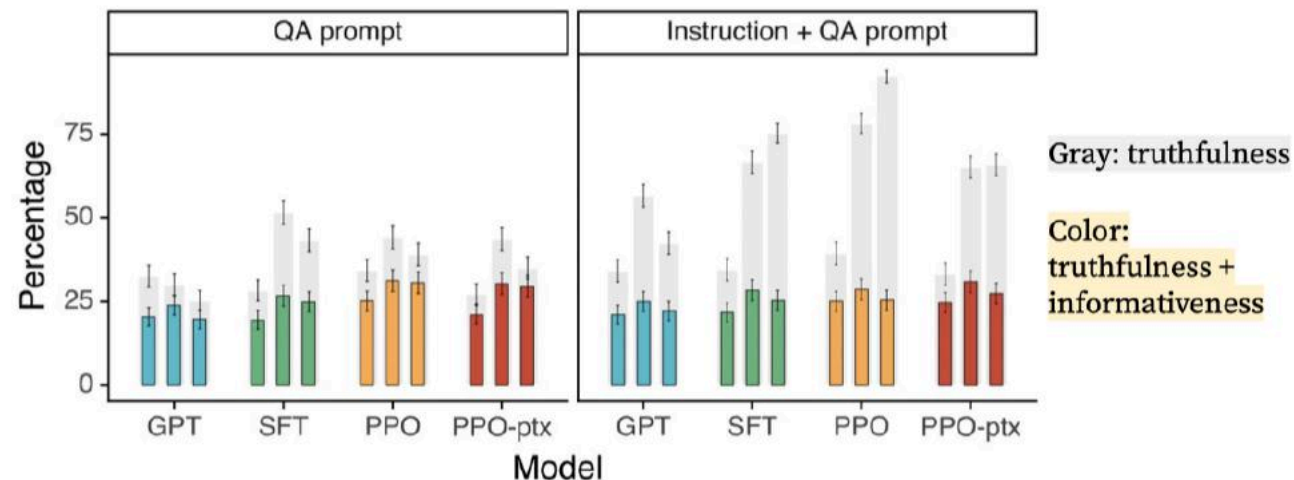 QA prompt
Instruction + QA prompt
Percentage
75
50
25
0
GPT
SFT
PPO
PPO-ptx
GPT
SFT
PPO
PPO-ptx
Model
Gray: truthfulness
Color:
truthfulness +
informativeness